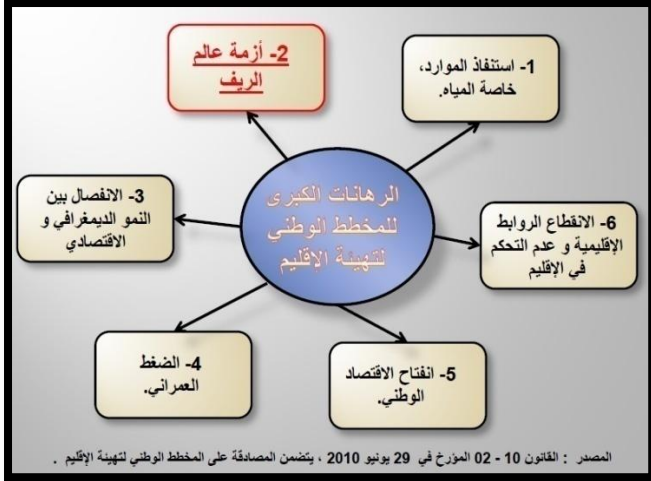 1- استنفاذ الموارد،
خاصة المياه.
2- أزمة عالم
الريف
الرهانات الكبرى
للمخطط الوطني
لتهيئة الإقليم
3- الانفصال بين
النمو الديمغرافي و
الاقتصادي
4- الضغط
العمراني.
5- انفتاح الاقتصاد
الوطني.
6- الانقطاع الروابط
الإقليمية و عدم التحكم
في الإقليم
المصدر : القانون 10 - 02 المؤرخ في 29 يونيو 2010 ، يتضمن المصادقة على المخطط الوطني لتهيئة الإقليم .